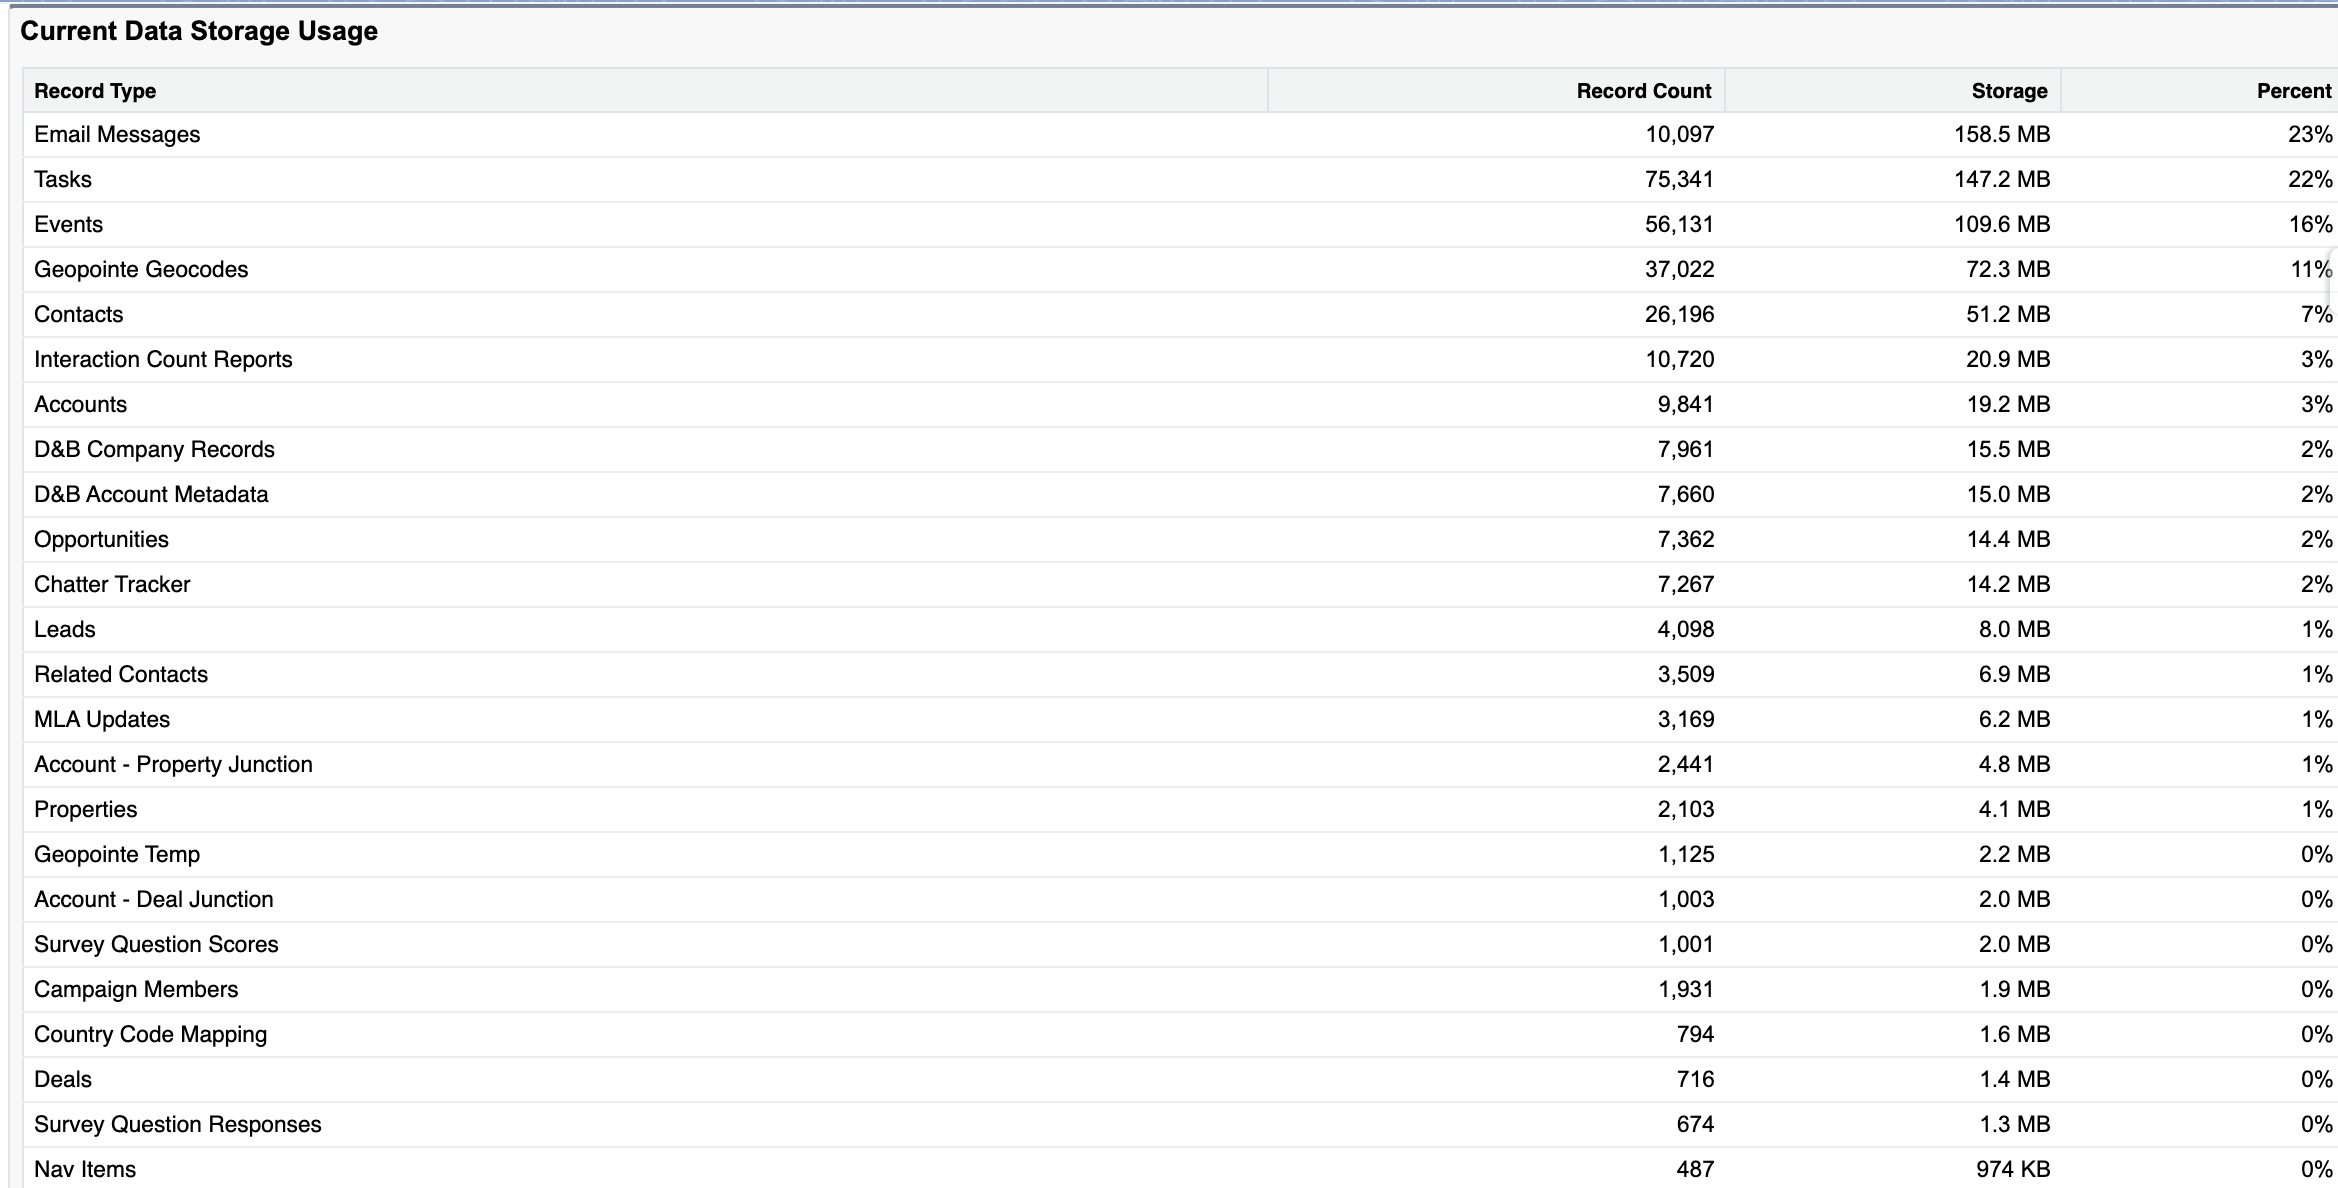 Current Data Storage Usage
Record Type Record Count Storage Percent
Email Messages 10,097 158.5 MB 23%
Tasks 75,341 147.2 MB 22%
Events 56,131 109.6 MB 16%
Geopointe Geocodes 37,022 72.3 MB 11%
Contacts 26,196 51.2 MB 7%
Interaction Count Reports 10,720 20.9 MB 3%
Accounts 9,841 19.2 MB 3%
D&B Company Records 7,961 15.5 MB 2%
D&B Account Metadata 7,660 15.0 MB 2%
Opportunities 7,362 14.4 MB 2%
Chatter Tracker 7,267 14.2 MB 2%
Leads 4,098 8.0 MB 1%
Related Contacts 3,509 6.9 MB 1%
MLA Updates 3,169 6.2 MB 1%
Account - Property Junction 2,441 4.8 MB 1%
Properties 2,103 4.1 MB 1%
Geopointe Temp 1,125 2.2 MB 0%
Account - Deal Junction 1,003 2.0 MB 0%
Survey Question Scores 1,001 2.0 MB 0%
Campaign Members 1,931 1.9 MB 0%
Country Code Mapping 794 1.6 MB 0%
Deals 716 1.4 MB 0%
Survey Question Responses 674 1.3 MB 0%
Nav Items 487 974 KB 0%